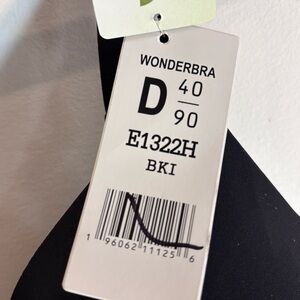 WONDERBRA
D 40
90
E1322H
BKI
1 96062 11125 6